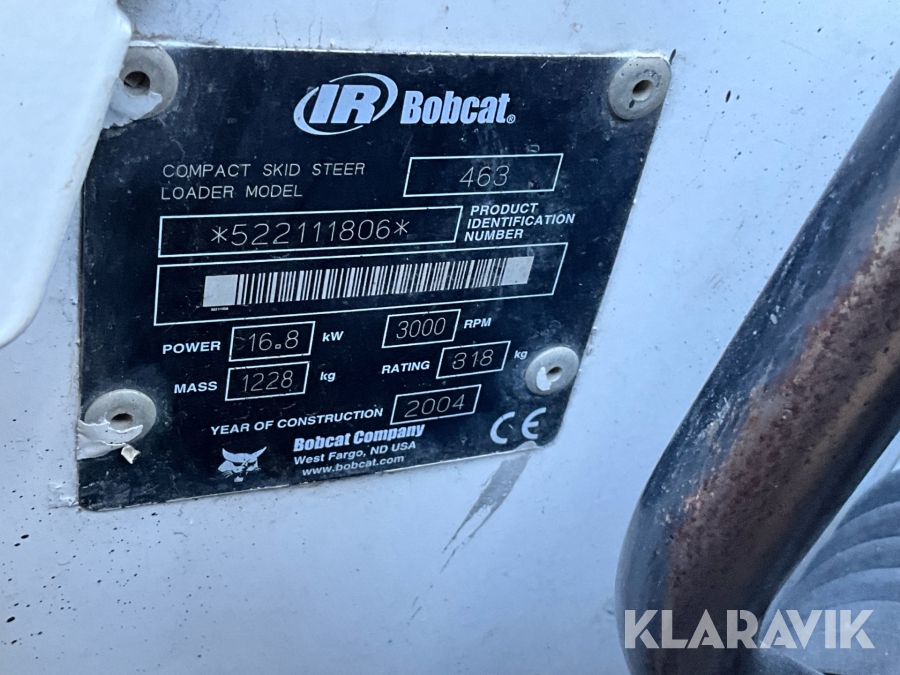 IR Bobcat®
COMPACT SKID STEER
LOADER MODEL
463
*522111806*
PRODUCT
IDENTIFICATION
NUMBER
POWER 16.8 kW 3000 RPM
MASS 1228 kg RATING 318 kg
YEAR OF CONSTRUCTION 2004
Bobcat Company
West Fargo, ND USA
www.bobcat.com
CE
KLARAVIK